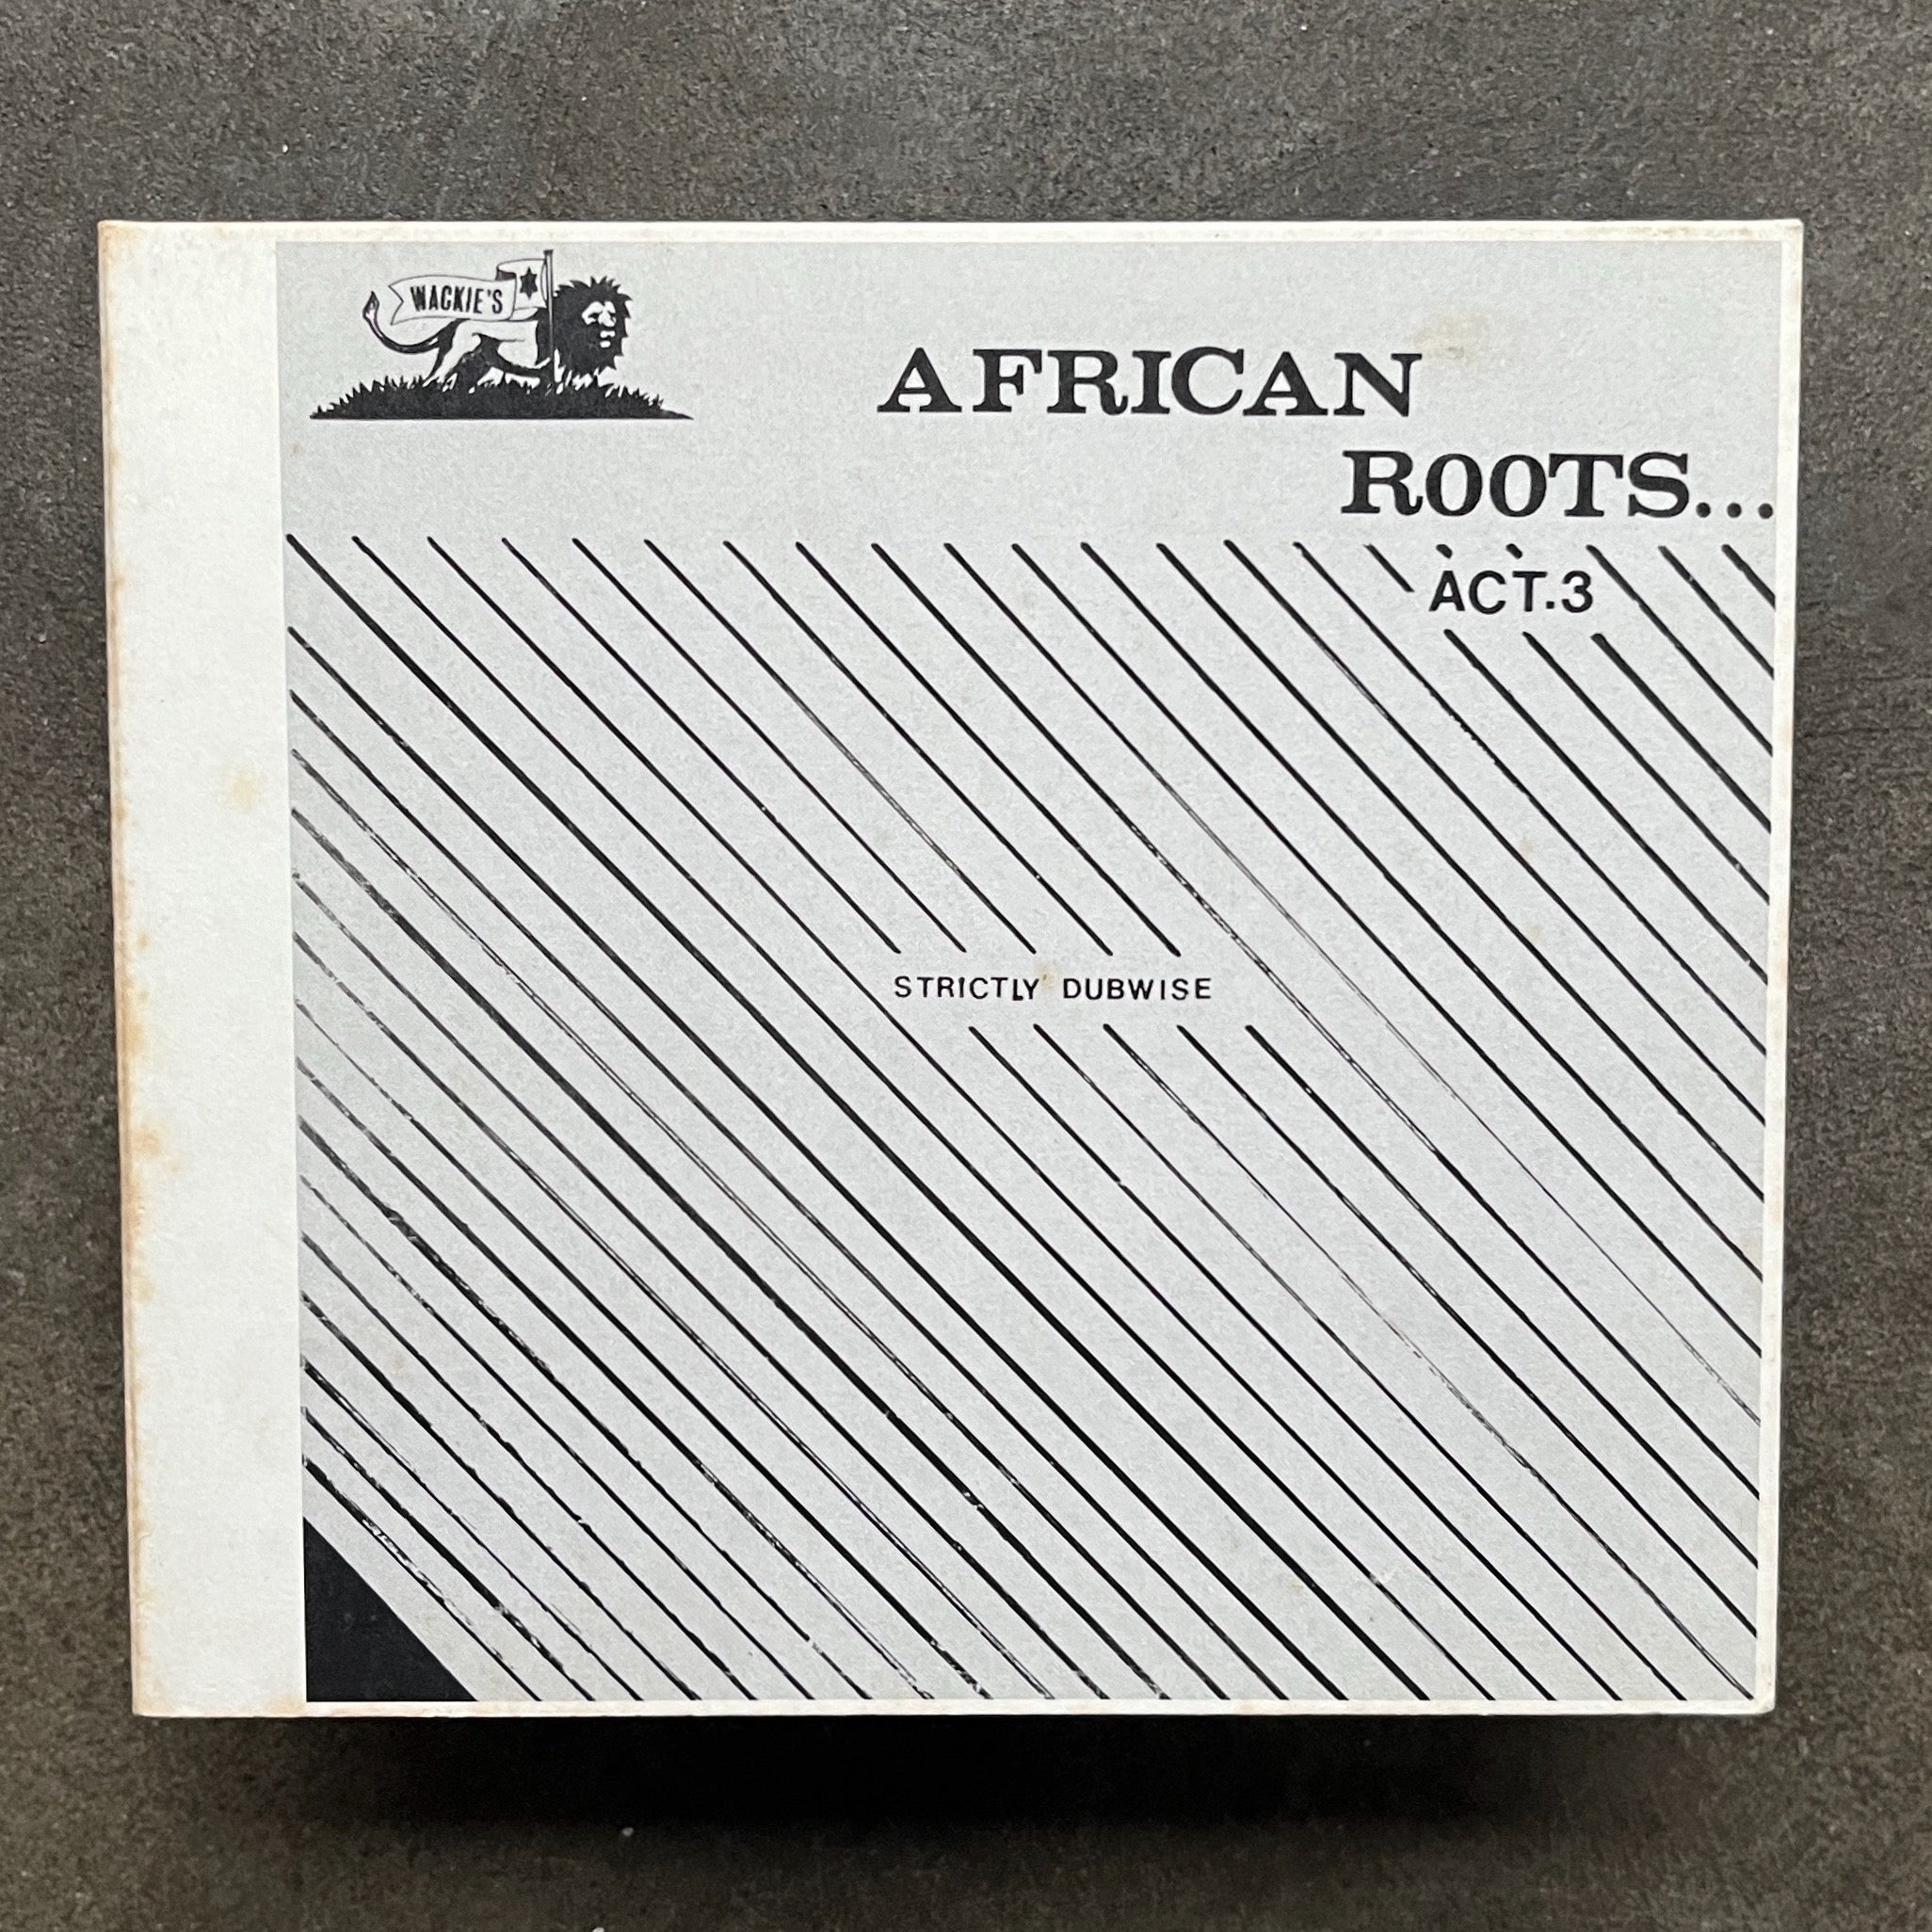 WACKIE'S
AFRICAN
ROOTS...
ACT.3
STRICTLY DUBWISE